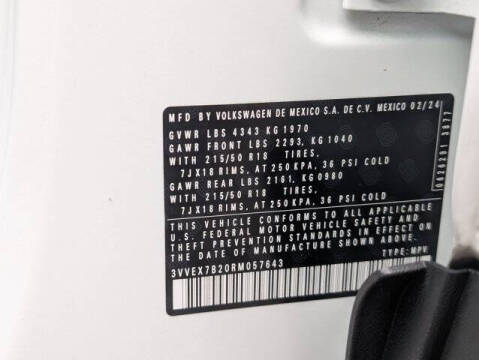 MFD BY VOLKSWAGEN DE MEXICO S.A. DE C.V. MEXICO 02/24
GVWR LBS 4343 KG 1970
GAWR FRONT LBS 2293, KG 1040
WITH 215/50 R18 TIRES,
7JX18 RIMS, AT 250 KPA, 36 PSI COLD
GAWR REAR LBS 2161, KG0980
WITH 215/50 R18 TIRES,
7JX18 RIMS, AT 250 KPA, 36 PSI COLD
THIS VEHICLE CONFORMS TO ALL APPLICABLE
U.S. FEDERAL MOTOR VEHICLE SAFETY AND
THEFT PREVENTION STANDARDS IN EFFECT ON
THE DATE OF MANUFACTURE SHOWN ABOVE.
3VVEX7B20RM057643
TYPE: MPV